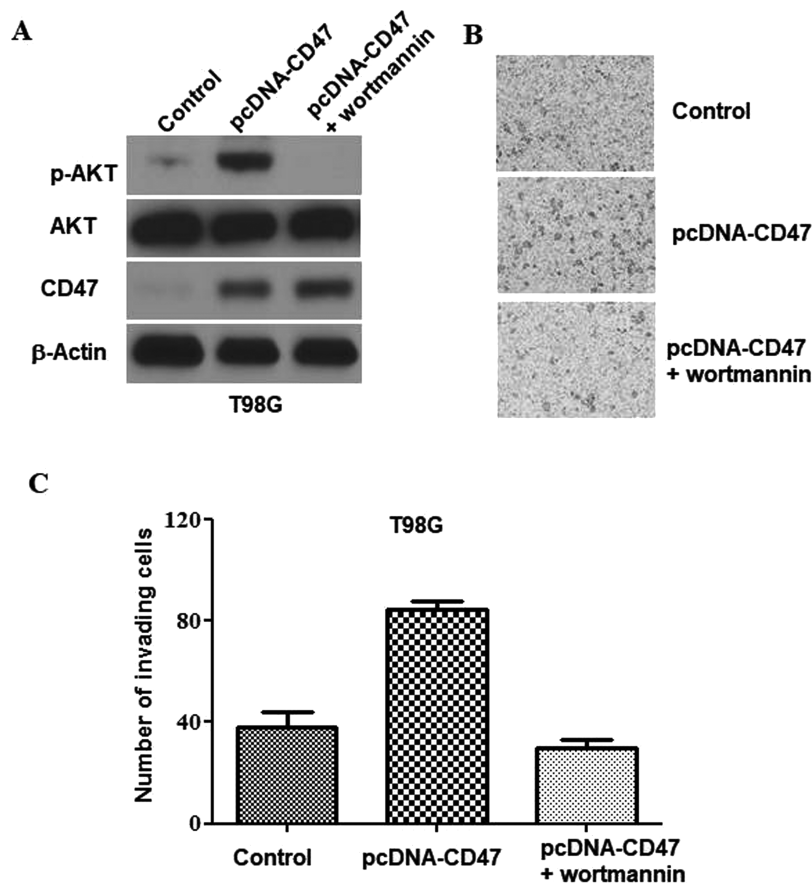 A
Control
pcDNA-CD47
pcDNA-CD47
+ wortmannin
p-AKT
AKT
CD47
β-Actin
T98G
B
Control
pcDNA-CD47
pcDNA-CD47
+ wortmannin
C
T98G
Number of invading cells
120
80
40
0
Control
pcDNA-CD47
pcDNA-CD47
+ wortmannin